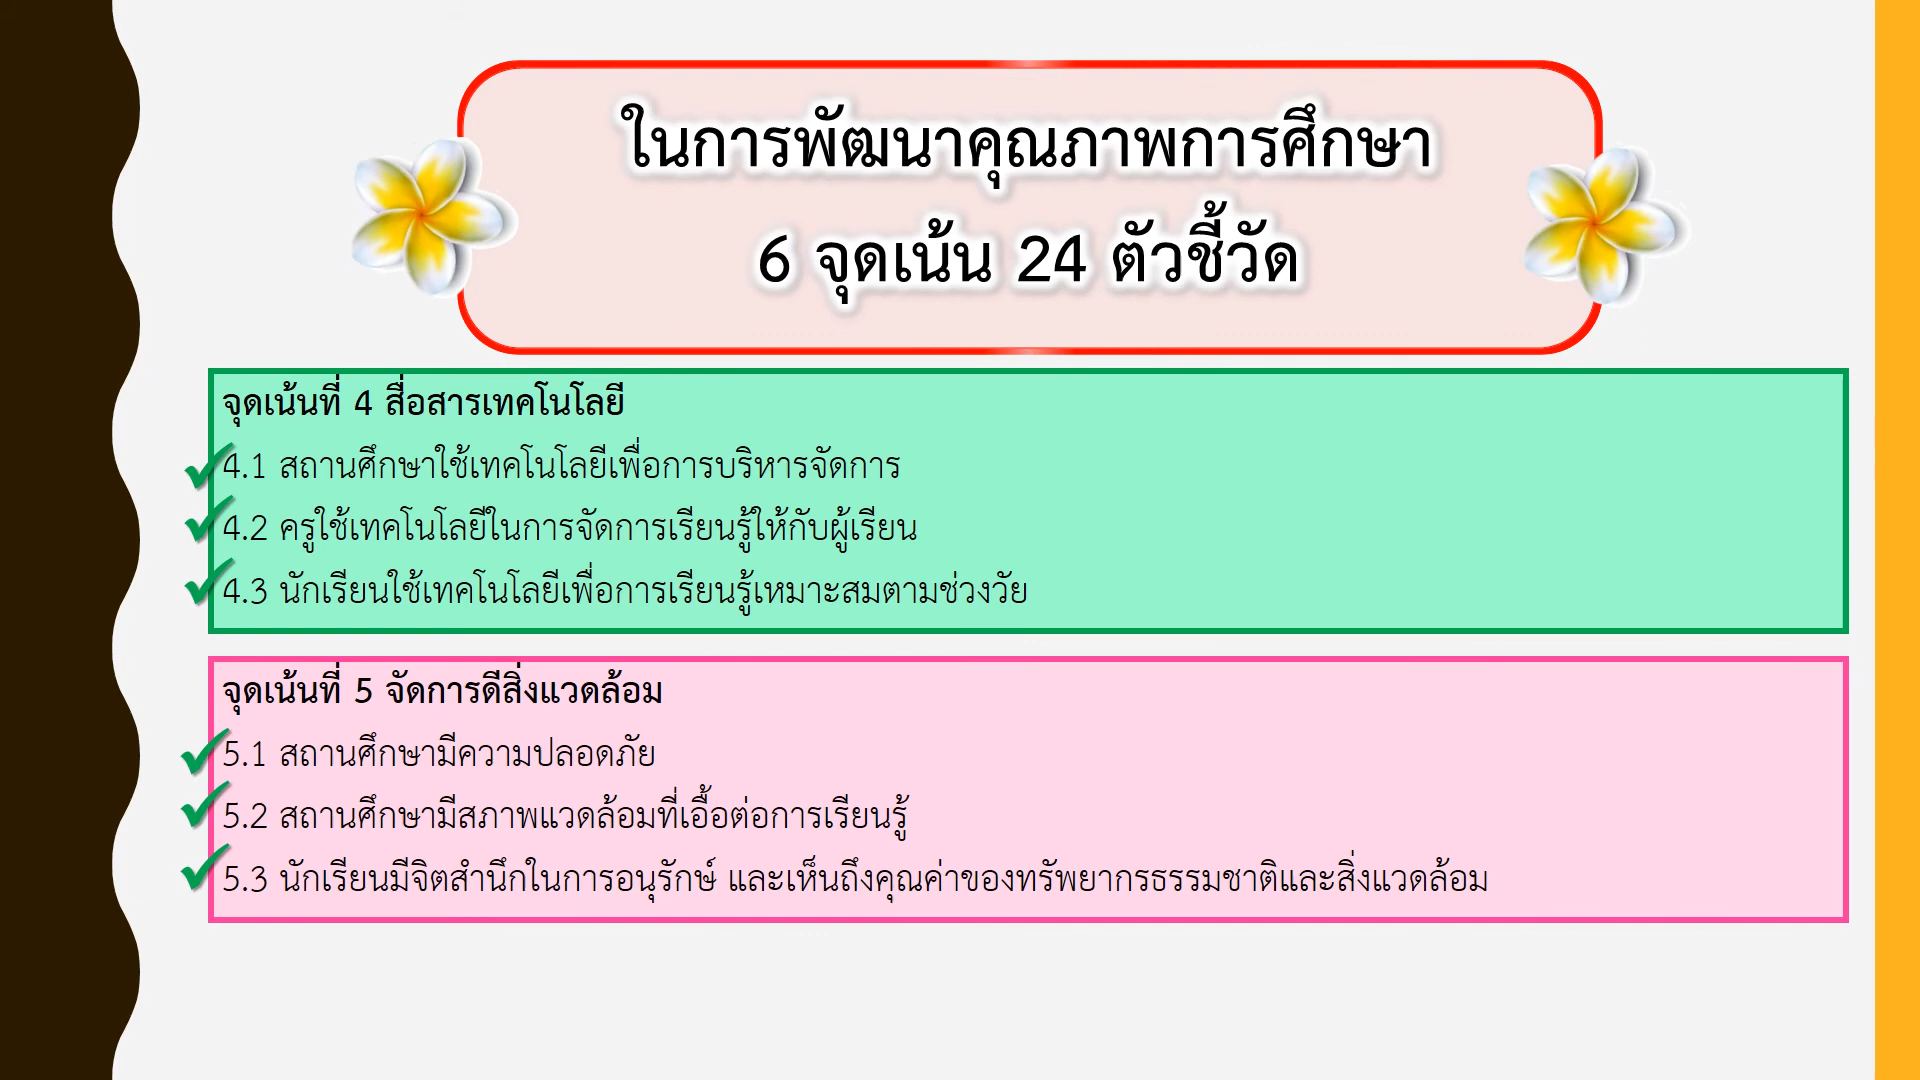 ในการพัฒนาคุณภาพการศึกษา
6 จุดเน้น 24 ตัวชี้วัด
จุดเน้นที่ 4 สื่อสารเทคโนโลยี
4.1 สถานศึกษาใช้เทคโนโลยีเพื่อการบริหารจัดการ
4.2 ครูใช้เทคโนโลยีในการจัดการเรียนรู้ให้กับผู้เรียน
4.3 นักเรียนใช้เทคโนโลยีเพื่อการเรียนรู้เหมาะสมตามช่วงวัย
จุดเน้นที่ 5 จัดการดีสิ่งแวดล้อม
5.1 สถานศึกษามีความปลอดภัย
5.2 สถานศึกษามีสภาพแวดล้อมที่เอื้อต่อการเรียนรู้
5.3 นักเรียนมีจิตสำนึกในการอนุรักษ์ และเห็นถึงคุณค่าของทรัพยากรธรรมชาติและสิ่งแวดล้อม